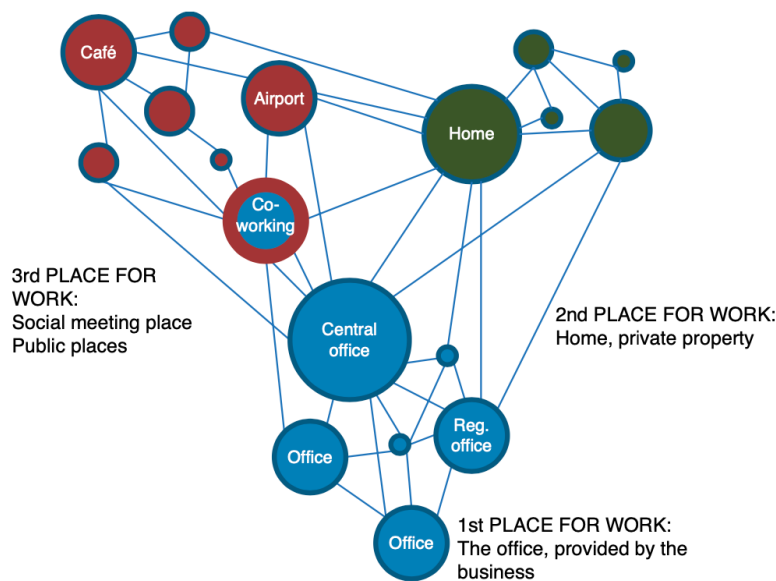 Café
Airport
Home
Co-
working
3rd PLACE FOR
WORK:
Social meeting place
Public places
Central
office
2nd PLACE FOR WORK:
Home, private property
Reg.
office
Office
Office
1st PLACE FOR WORK:
The office, provided by the
business